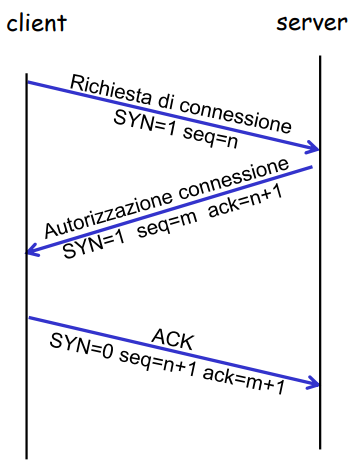 client
server
Richiesta di connessione
SYN=1 seq=n
Autorizzazione connessione
SYN=1 seq=m ack=n+1
ACK
SYN=0 seq=n+1 ack=m+1